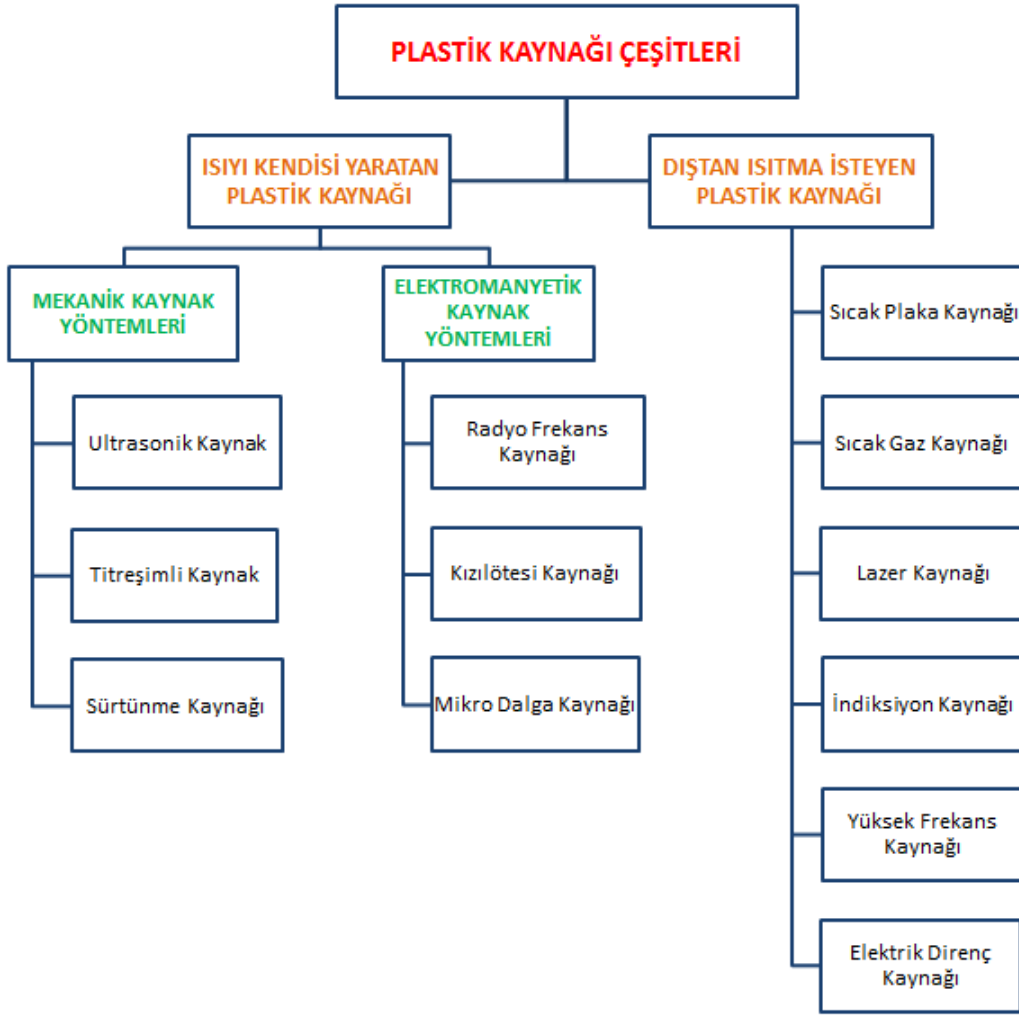 PLASTİK KAYNAĞI ÇEŞİTLERİ
ISIYI KENDİSİ YARATAN
PLASTİK KAYNAĞI
DIŞTAN ISITMA İSTEYEN
PLASTİK KAYNAĞI
MEKANİK KAYNAK
YÖNTEMLERİ
ELEKTROMANYETİK
KAYNAK
YÖNTEMLERİ
Ultrasonik Kaynak
Titreşimli Kaynak
Sürtünme Kaynağı
Radyo Frekans
Kaynağı
Kızılötesi Kaynağı
Mikro Dalga Kaynağı
Sıcak Plaka Kaynağı
Sıcak Gaz Kaynağı
Lazer Kaynağı
İndiksiyon Kaynağı
Yüksek Frekans
Kaynağı
Elektrik Direnç
Kaynağı